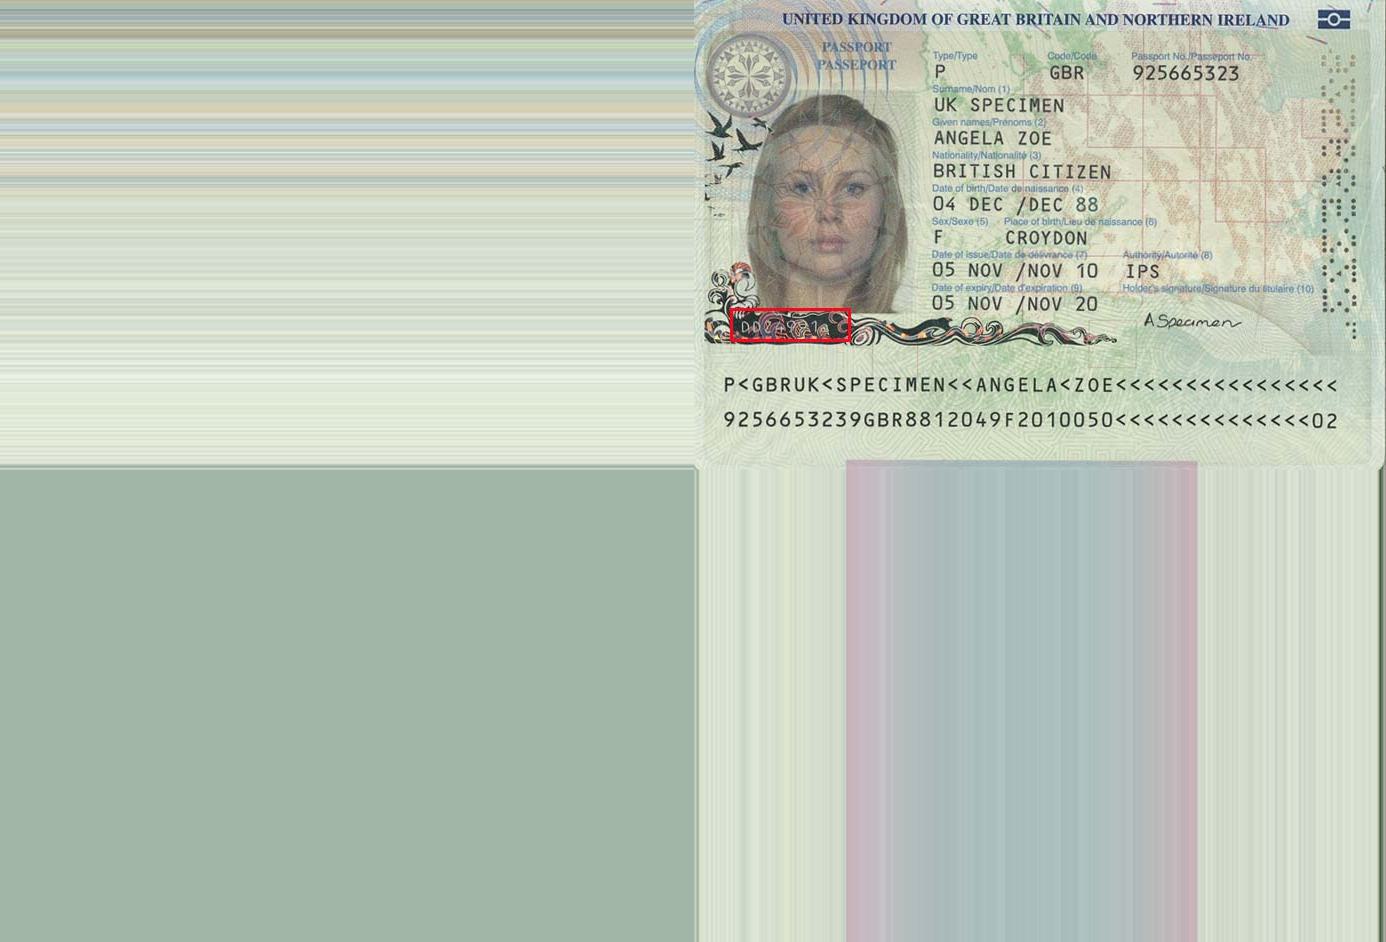 UNITED KINGDOM OF GREAT BRITAIN AND NORTHERN IRELAND
PASSPORT
PASSEPORT
Type/Type Code/Code Passport No./Passeport No.
P GBR 925665323
Surname/Nom (1)
UK SPECIMEN
Given names/Prénoms (2)
ANGELA ZOE
Nationality/Nationalité (3)
BRITISH CITIZEN
Date of birth/Date de naissance (4)
04 DEC /DEC 88
Sex/Sexe (5) Place of birth/Lieu de naissance (6)
F CROYDON
Date of issue/Date de délivrance (7) Authority/Autorité (8)
05 NOV /NOV 10 IPS
Date of expiry/Date d'expiration (9) Holder's signature/Signature du titulaire (10)
05 NOV /NOV 20
A Specimen
P<GBRUK<SPECIMEN<<ANGELA<ZOE<<<<<<<<<<<<<<<<
9256653239GBR8812049F2010050<<<<<<<<<<<<<<02